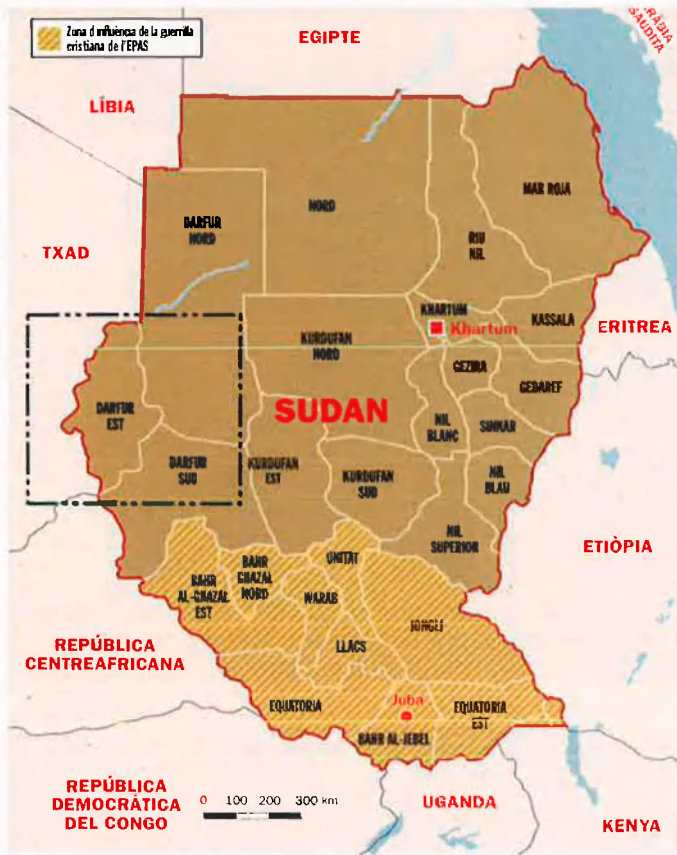 Zona d'influència de la guerrilla
cristiana de l'EPAS
EGIPTE
ARÀBIA
SAUDITA
LÍBIA
MAR ROJA
DARFUR
NORD
NORD
RIU
NIL
TXAD
KHARTUM
Khartum
KASSALA
ERITREA
KURDUFAN
NORD
GEZIRA
GEDAREF
DARFUR
EST
SUDAN
NIL
BLANC
SINNAR
DARFUR
SUD
KURDUFAN
EST
KURDUFAN
SUD
NIL
BLAU
NIL
SUPERIOR
ETIÒPIA
UNITAT
BAHR
GHAZAL
NORD
BAHR
AL-GHAZAL
EST
WARAB
JONGLI
LLACS
REPÚBLICA
CENTREAFRICANA
EQUATORIA
Juba
EQUATORIA
EST
BAHR AL-JEBEL
REPÚBLICA
DEMOCRÀTICA
DEL CONGO
0 100 200 300 km
UGANDA
KENYA